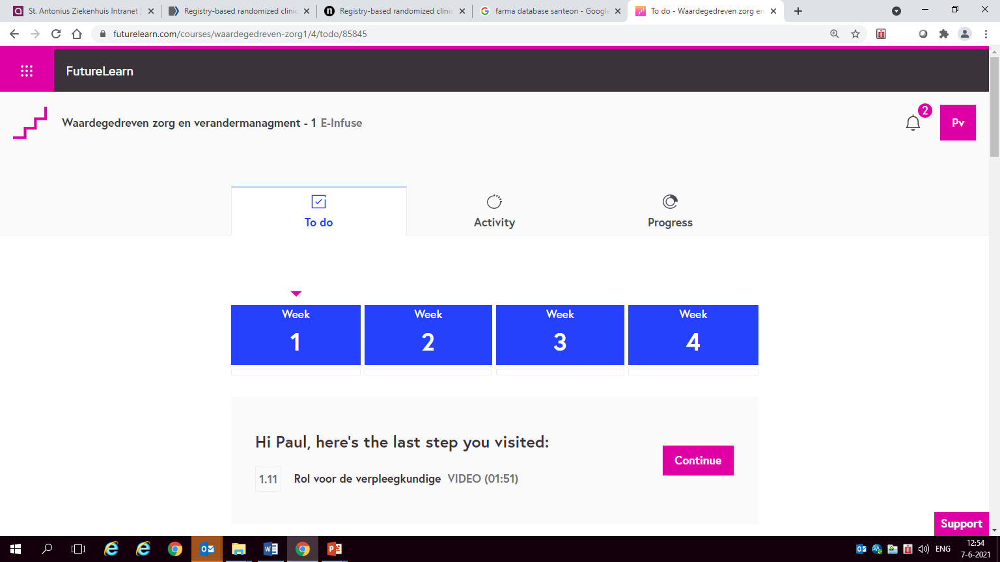 St. Antonius Ziekenhuis Intranet |
Registry-based randomized clinic
Registry-based randomized clinic
farma database santeon - Google
To do - Waardegedreven zorg en
futurelearn.com/courses/waardegedreven-zorg1/4/todo/85845
FutureLearn
Waardegedreven zorg en verandermanagment - 1 E-Infuse
2
Pv
To do
Activity
Progress
Week
1
Week
2
Week
3
Week
4
Hi Paul, here's the last step you visited:
Continue
1.11 Rol voor de verpleegkundige VIDEO (01:51)
Support
ENG
12:54
7-6-2021